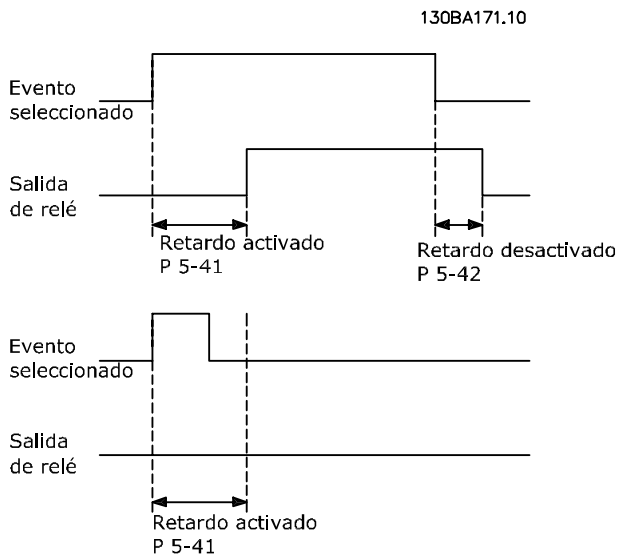 130BA171.10
Evento
seleccionado
Salida
de relé
Retardo activado
P 5-41
Retardo desactivado
P 5-42
Evento
seleccionado
Salida
de relé
Retardo activado
P 5-41